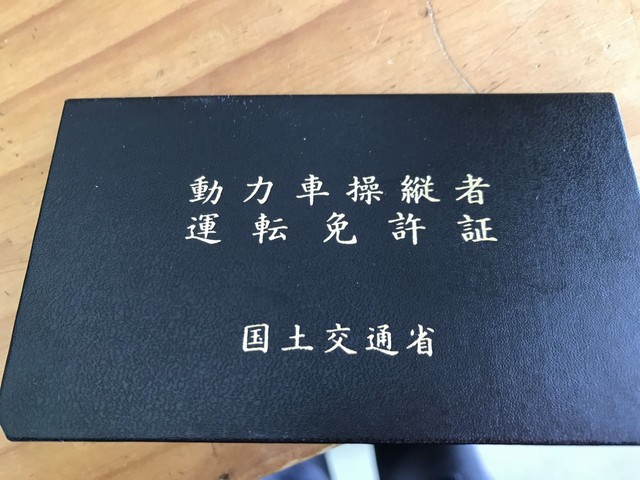 動力車操縦者
運転免許証
国土交通省